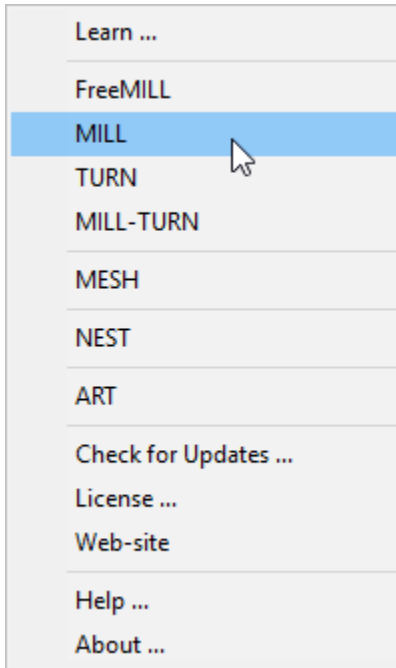 Learn ...
FreeMILL
MILL
TURN
MILL-TURN
MESH
NEST
ART
Check for Updates ...
License ...
Web-site
Help ...
About ...